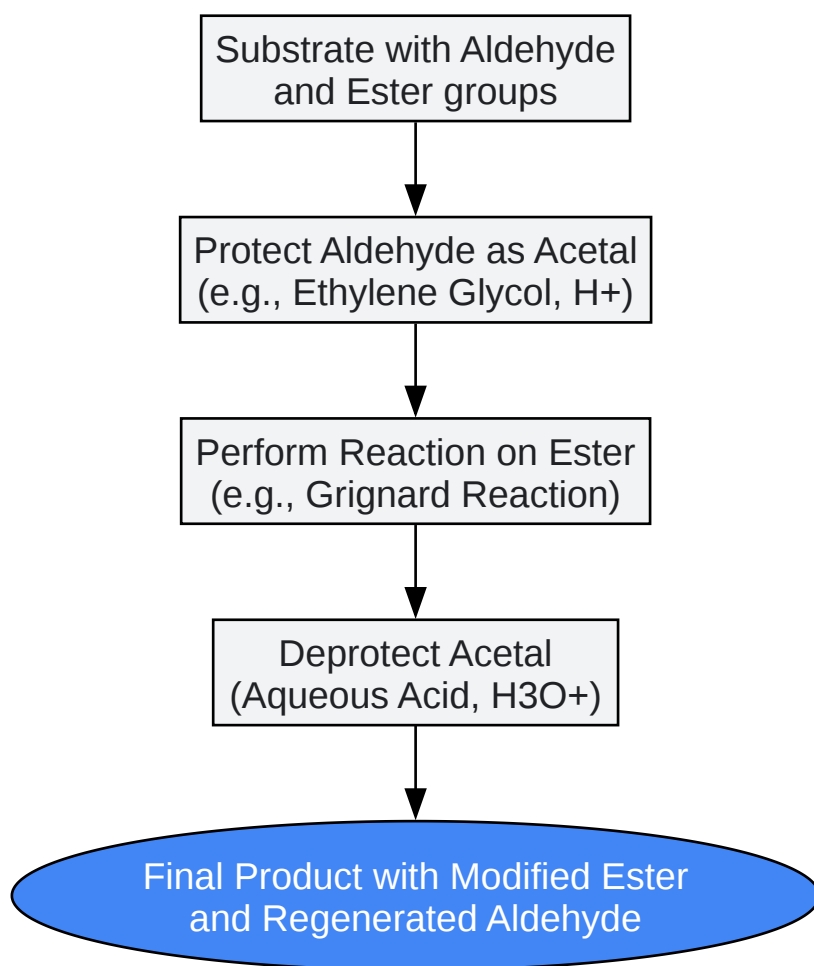 Substrate with Aldehyde
and Ester groups
Protect Aldehyde as Acetal
(e.g., Ethylene Glycol, H+)
Perform Reaction on Ester
(e.g., Grignard Reaction)
Deprotect Acetal
(Aqueous Acid, H3O+)
Final Product with Modified Ester
and Regenerated Aldehyde